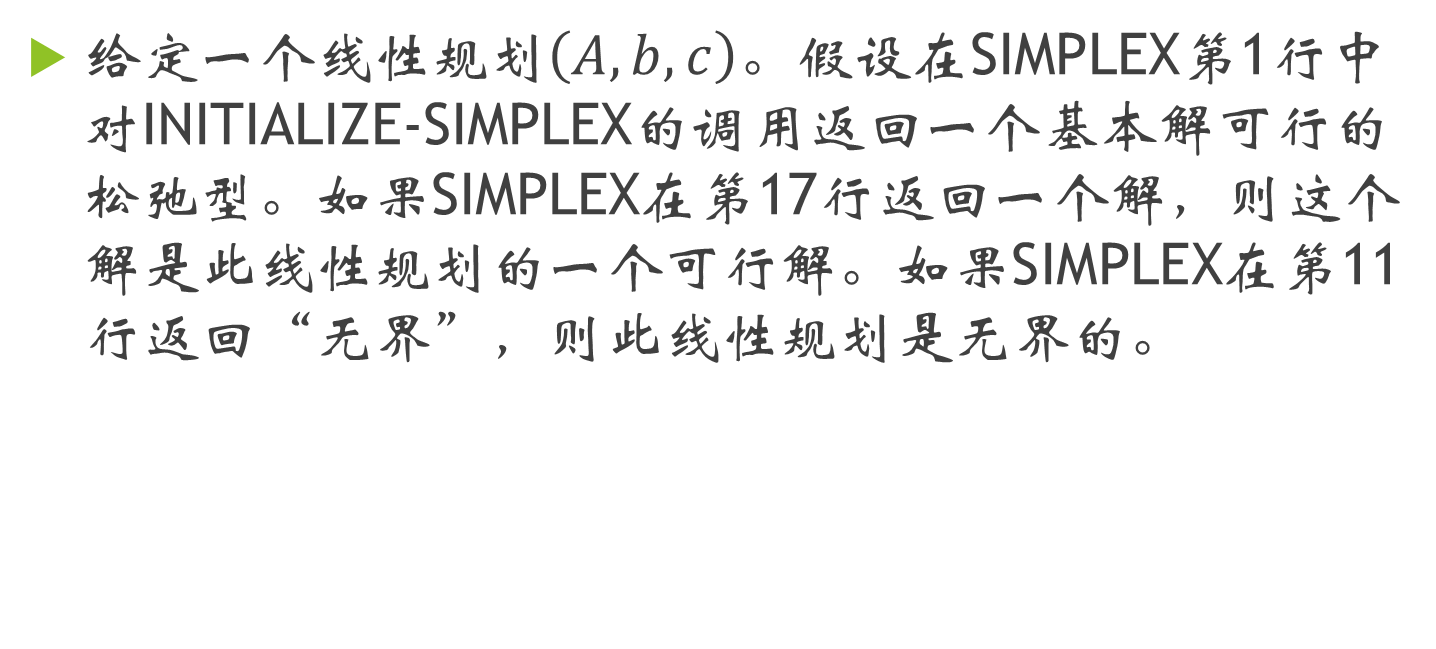 给定一个线性规划(A, b, c)。假设在SIMPLEX第1行中
对INITIALIZE-SIMPLEX的调用返回一个基本解可行的
松弛型。如果SIMPLEX在第17行返回一个解，则这个
解是此线性规划的一个可行解。如果SIMPLEX在第11
行返回“无界”，则此线性规划是无界的。